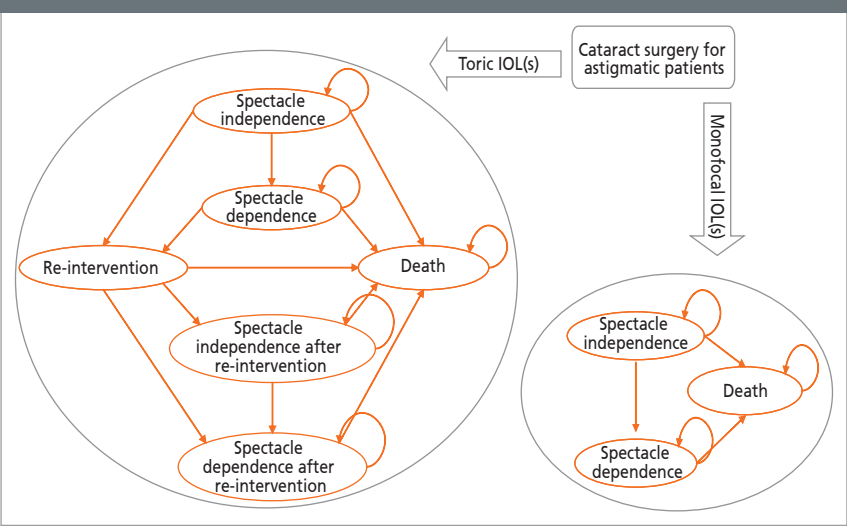 Cataract surgery for
astigmatic patients
Toric IOL(s)
Monofocal IOL(s)
Spectacle
independence
Spectacle
dependence
Re-intervention
Death
Spectacle
independence after
re-intervention
Spectacle
dependence after
re-intervention
Spectacle
independence
Death
Spectacle
dependence